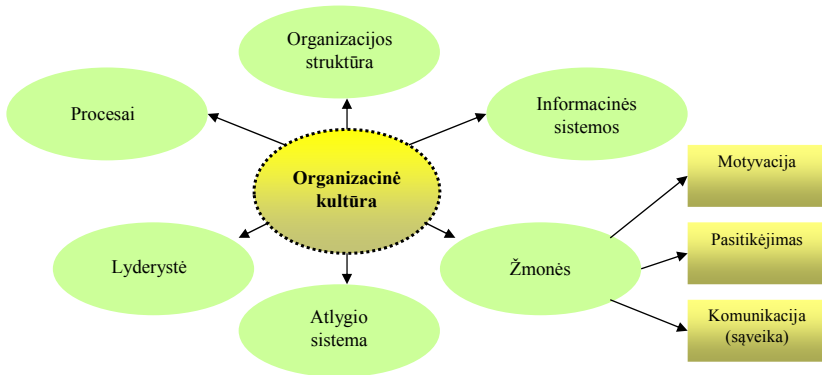 Organizacijos
struktūra
Procesai
Informacinės
sistemos
Organizacinė
kultūra
Motyvacija
Pasitikėjimas
Lyderystė
Žmonės
Komunikacija
(sąveika)
Atlygio
sistema